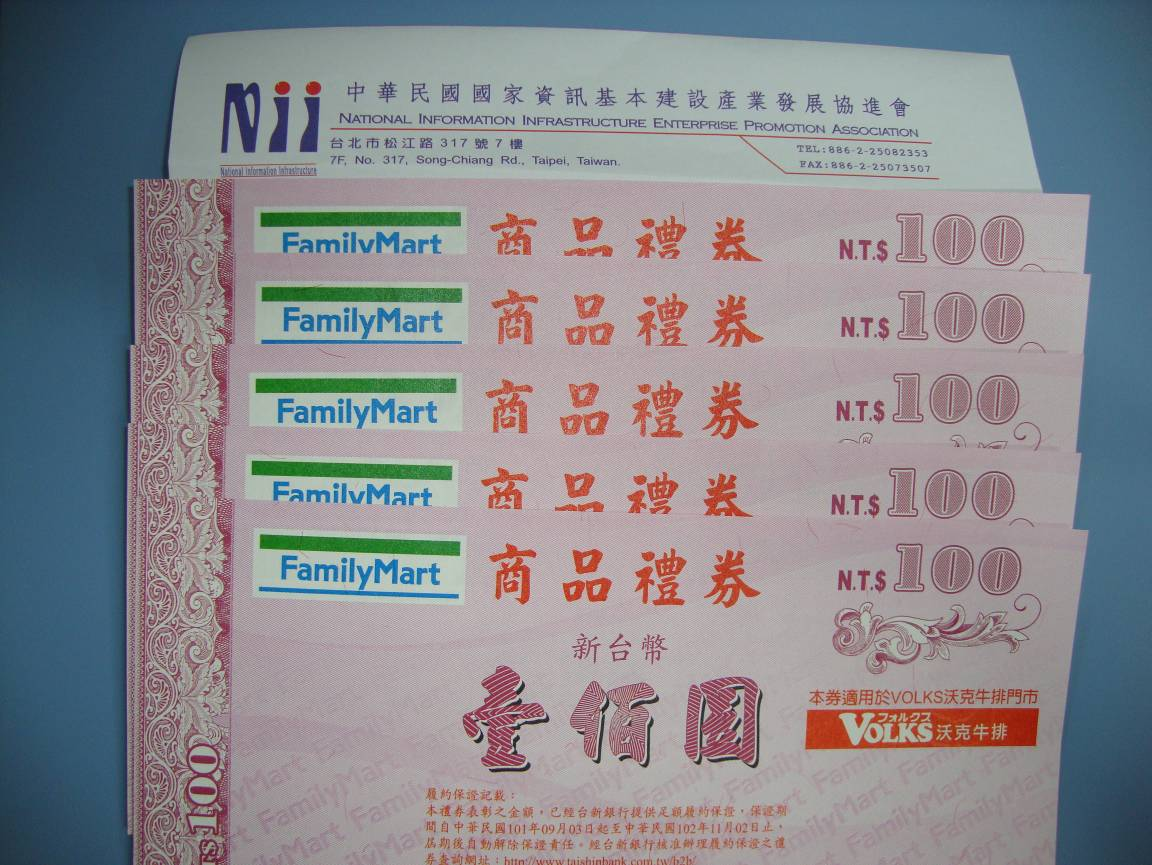 nii
National Information Infrastructure
中華民國國家資訊基本建設產業發展協進會
NATIONAL INFORMATION INFRASTRUCTURE ENTERPRISE PROMOTION ASSOCIATION
台北市松江路 317 號 7 樓
7F, No. 317, Song-Chiang Rd., Taipei, Taiwan.
TEL:886-2-25082353
FAX:886-2-25073507
FamilyMart 商品禮券 N.T.$100
FamilyMart 商品禮券 N.T.$100
FamilyMart 商品禮券 N.T.$100
FamilyMart 商品禮券 N.T.$100
FamilyMart 商品禮券 N.T.$100
新台幣
壹佰圓
本券適用於VOLKS沃克牛排門市
フォルクス
VOLKS 沃克牛排
100
履約保證記載：
本禮券表彰之金額，已經台新銀行提供足額履約保證，保證期
間自中華民國101年09月03日起至中華民國102年11月02日止，
屆期後自動解除保證責任。經台新銀行核准辦理履約保證之禮
券查詢網址：http://www.taishinbank.com.tw/b2b/